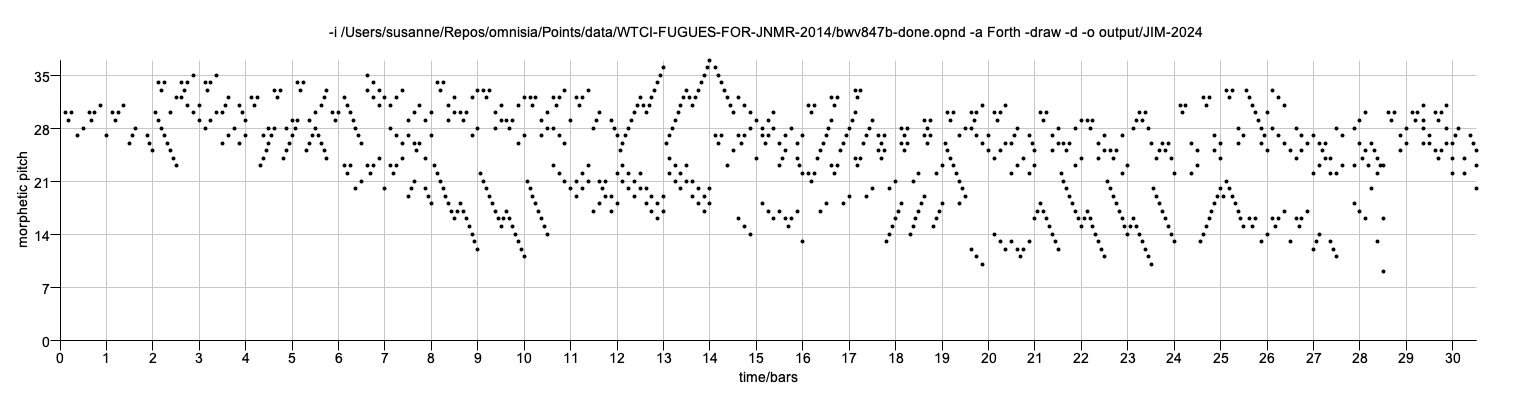 -i /Users/susanne/Repos/omnisia/Points/data/WTCI-FUGUES-FOR-JNMR-2014/bwv847b-done.opnd -a Forth -draw -d -o output/JIM-2024
35
28
morphetic pitch
21
14
7
0
0 1 2 3 4 5 6 7 8 9 10 11 12 13 14 15 16 17 18 19 20 21 22 23 24 25 26 27 28 29 30
time/bars